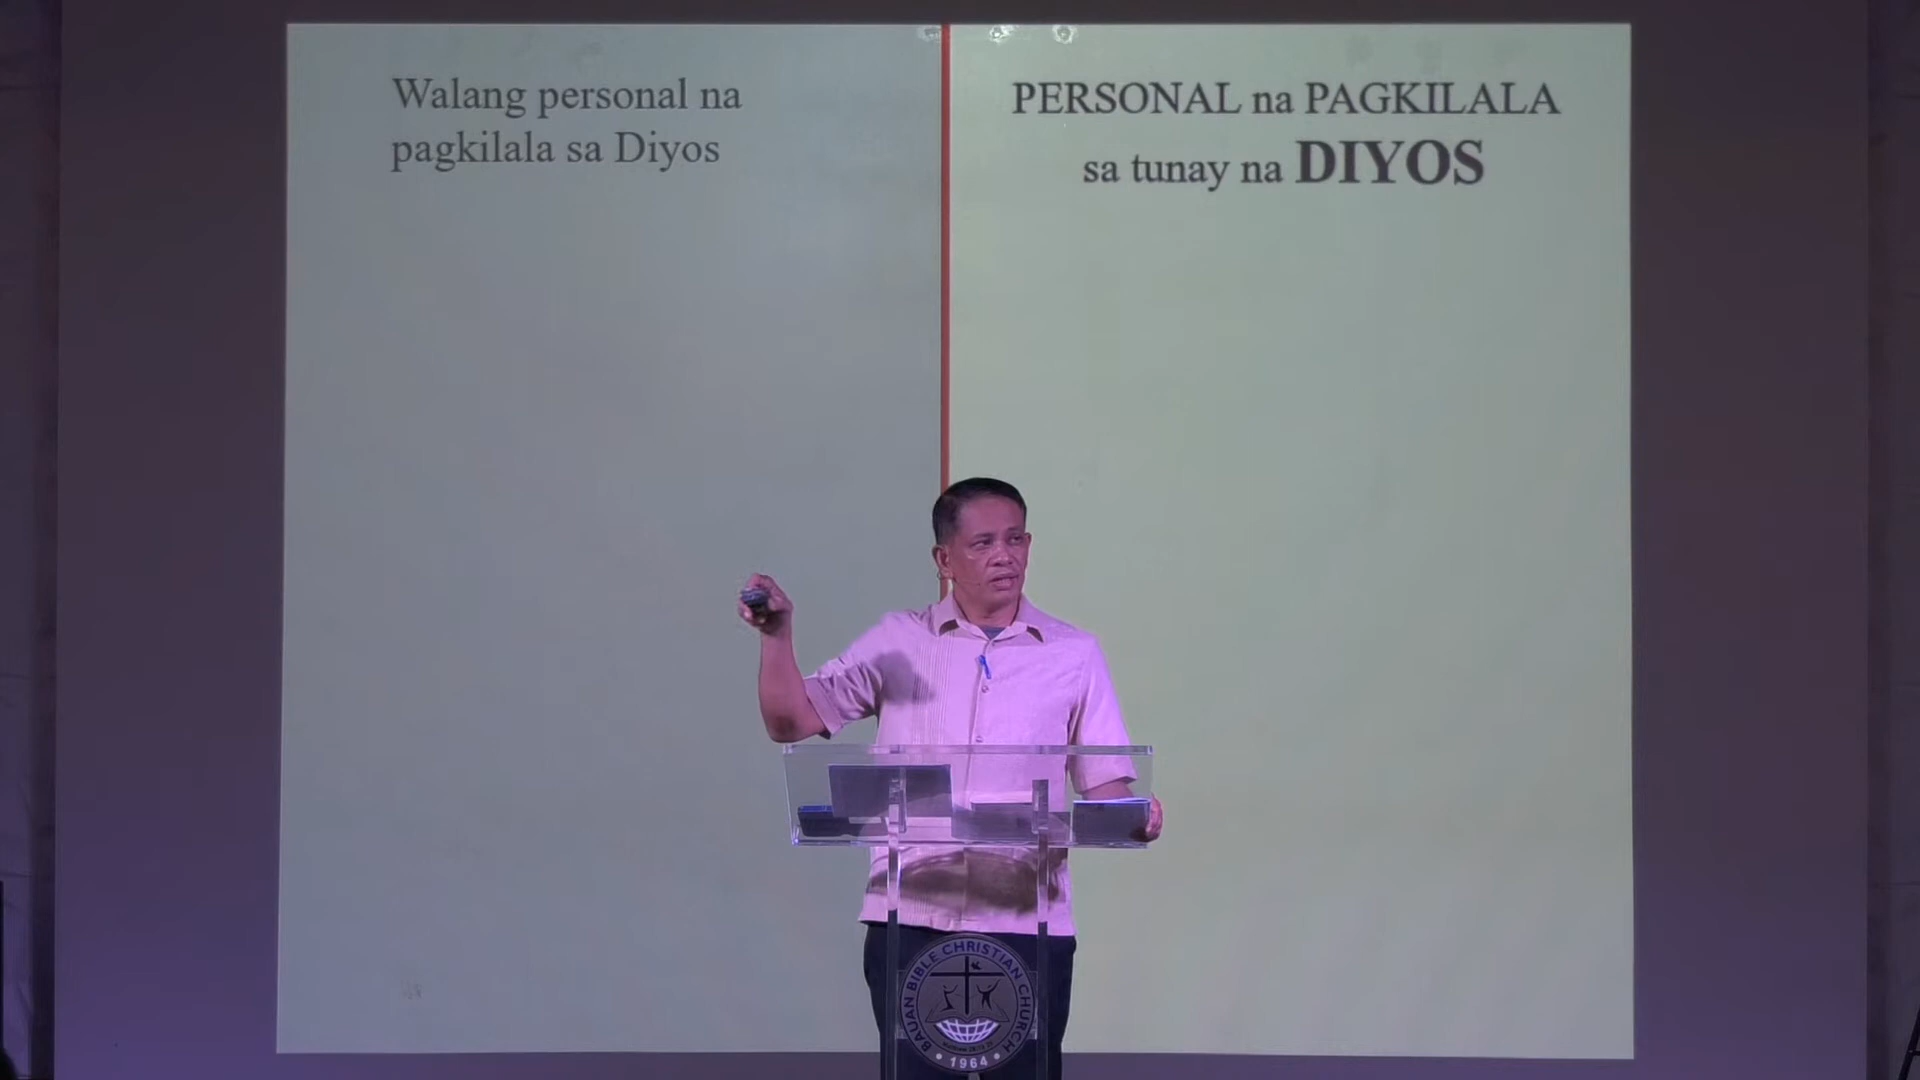 Walang personal na
pagkilala sa Diyos
PERSONAL na PAGKILALA
sa tunay na DIYOS
BAUAN BIBLE CHRISTIAN CHURCH
• 1964 •